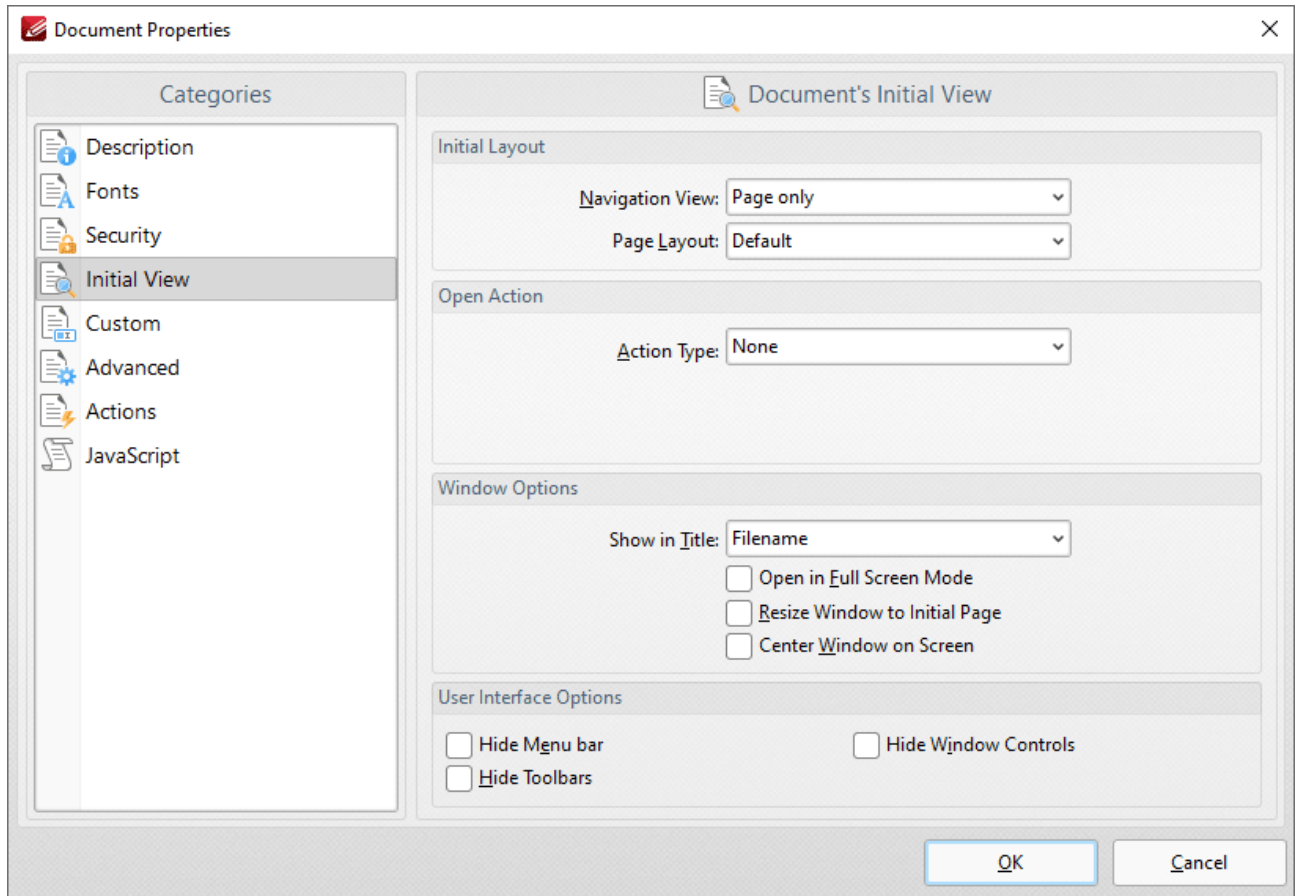 Document Properties
Categories
Description
Fonts
Security
Initial View
Custom
Advanced
Actions
JavaScript
Document's Initial View
Initial Layout
Navigation View: Page only
Page Layout: Default
Open Action
Action Type: None
Window Options
Show in Title: Filename
Open in Full Screen Mode
Resize Window to Initial Page
Center Window on Screen
User Interface Options
Hide Menu bar Hide Window Controls
Hide Toolbars
OK Cancel